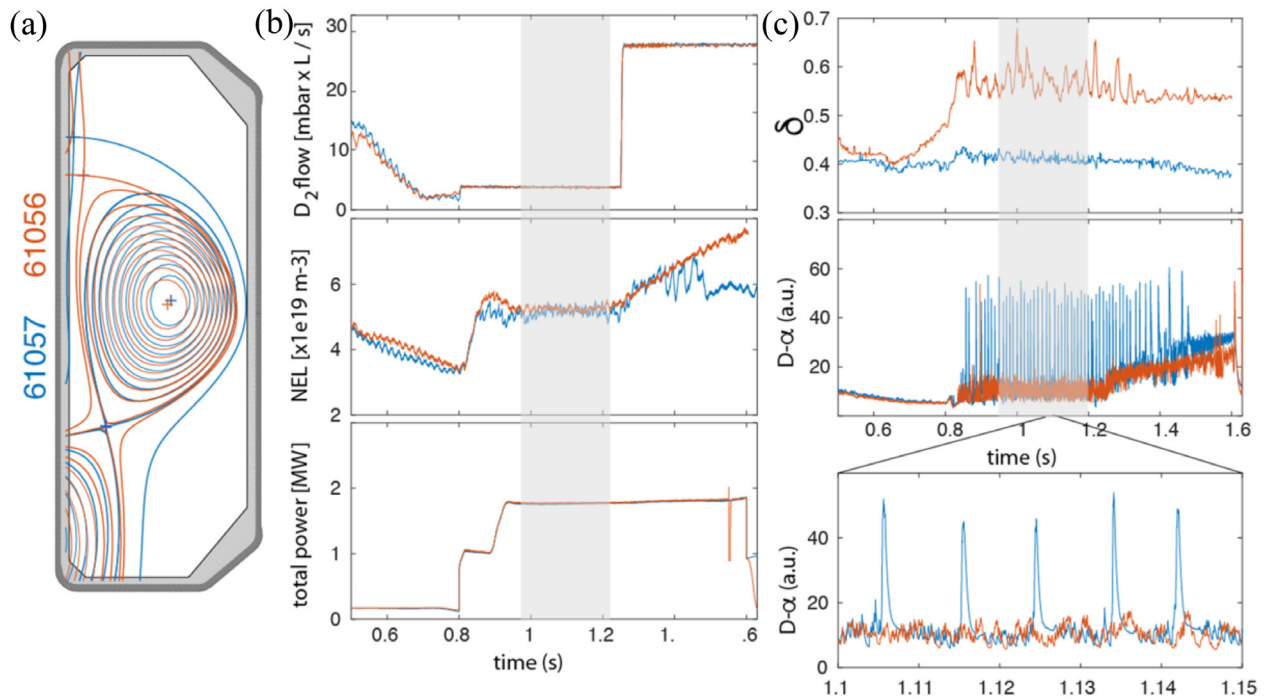 (a)
61057 61056
(b)
D2 flow [mbar x L / s]
30
20
10
0
NEL [x1e19 m-3]
6
4
2
total power [MW]
2
1
0
0.6 0.8 1 1.2 1. .6
time (s)
(c)
δ
0.7
0.6
0.5
0.4
0.3
D-α (a.u.)
60
40
20
0.6 0.8 1 1.2 1.4 1.6
time (s)
D-α (a.u.)
40
20
0
1.1 1.11 1.12 1.13 1.14 1.15